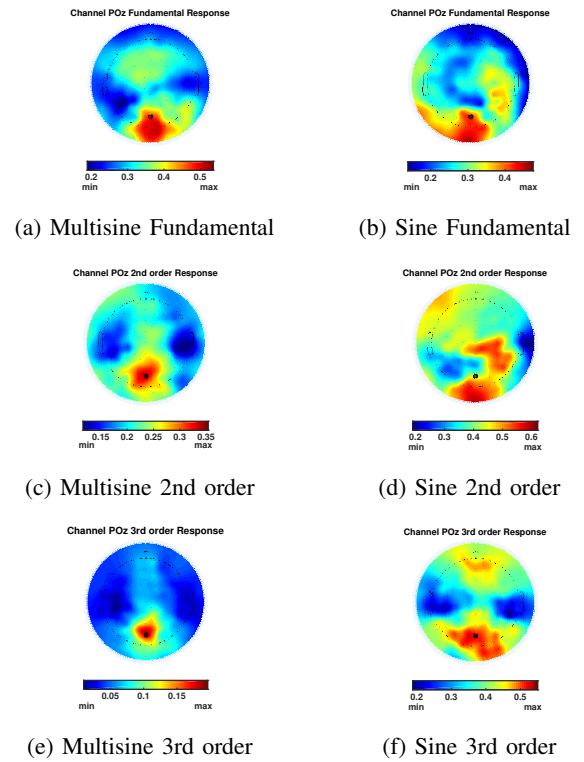 Channel POz Fundamental Response
Channel POz Fundamental Response
0.2 0.3 0.4 0.5
min max
0.2 0.3 0.4
min max
(a) Multisine Fundamental
(b) Sine Fundamental
Channel POz 2nd order Response
Channel POz 2nd order Response
0.15 0.2 0.25 0.3 0.35
min max
0.2 0.3 0.4 0.5 0.6
min max
(c) Multisine 2nd order
(d) Sine 2nd order
Channel POz 3rd order Response
Channel POz 3rd order Response
0.05 0.1 0.15
min max
0.2 0.3 0.4 0.5
min max
(e) Multisine 3rd order
(f) Sine 3rd order